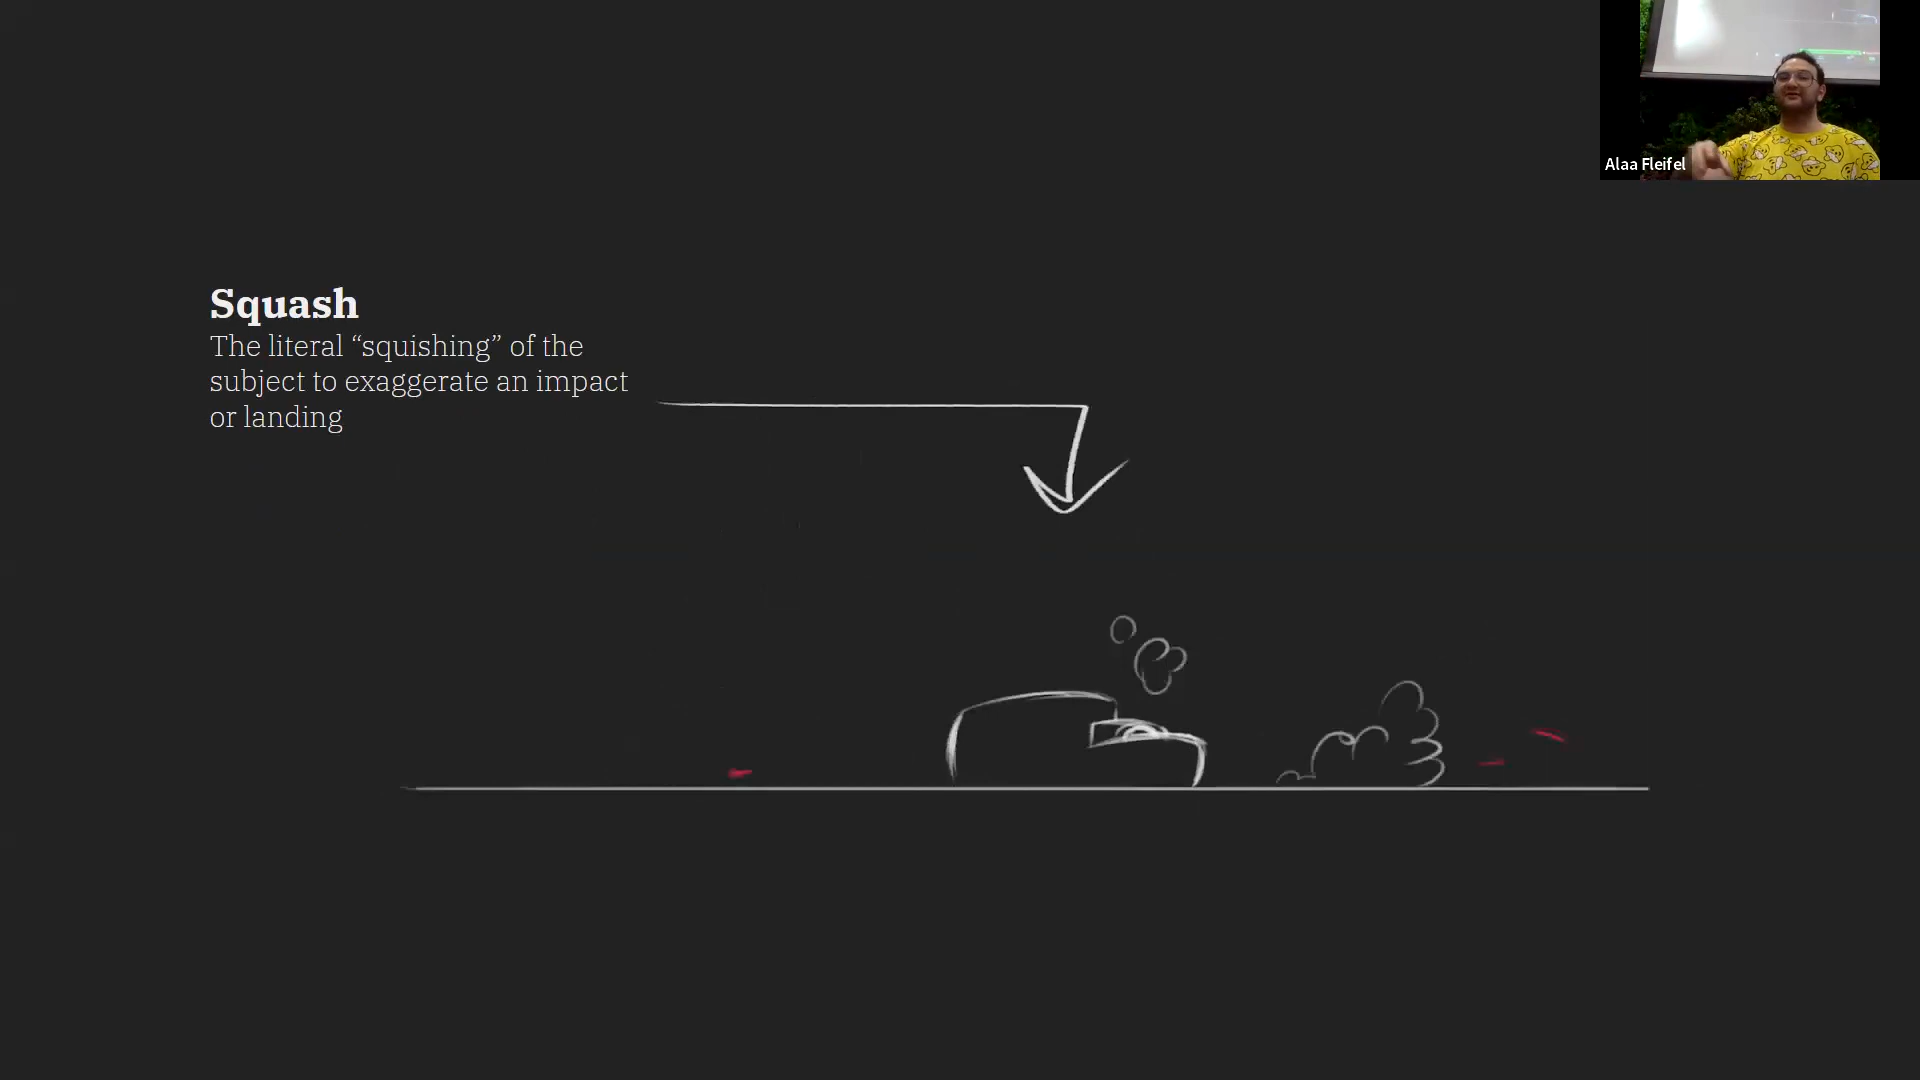 Alaa Fleifel
Squash
The literal “squishing” of the
subject to exaggerate an impact
or landing